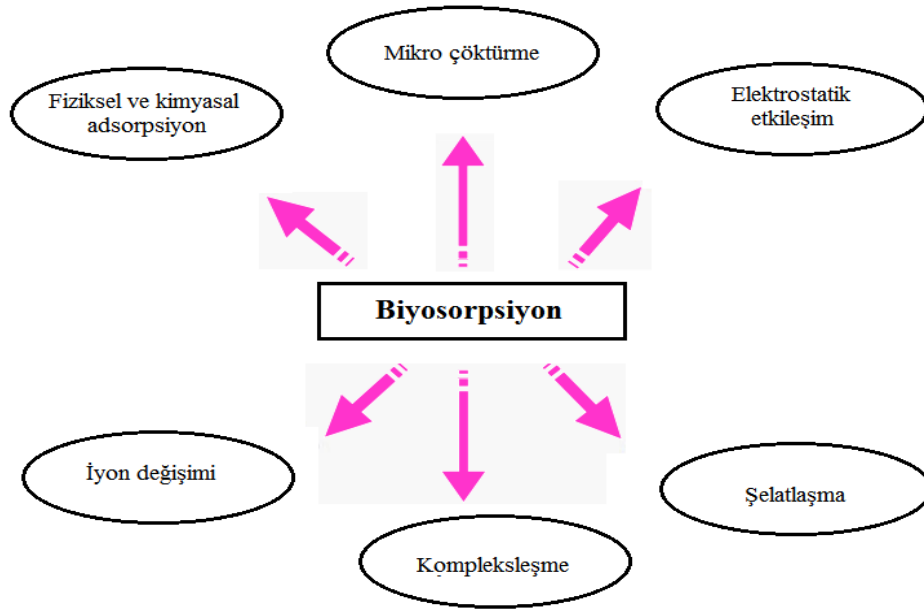 Mikro çöktürme
Fiziksel ve kimyasal
adsorpsiyon
Elektrostatik
etkileşim
Biyosorpsiyon
İyon değişimi
Şelatlaşma
Kompleksleşme